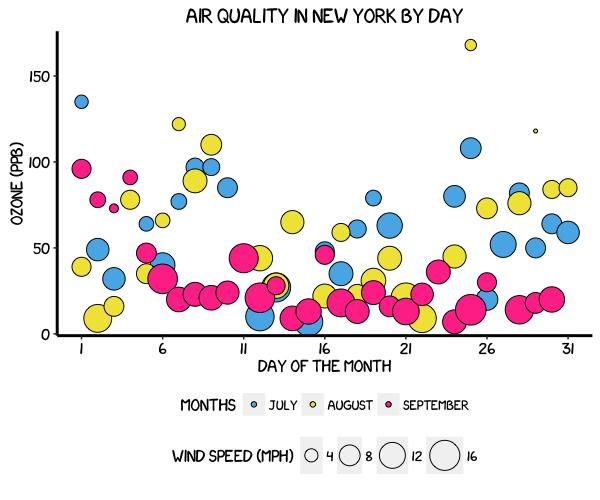 AIR QUALITY IN NEW YORK BY DAY
OZONE (PPB)
150
100
50
0
1 6 11 16 21 26 31
DAY OF THE MONTH
MONTHS JULY AUGUST SEPTEMBER
WIND SPEED (MPH) 4 8 12 16